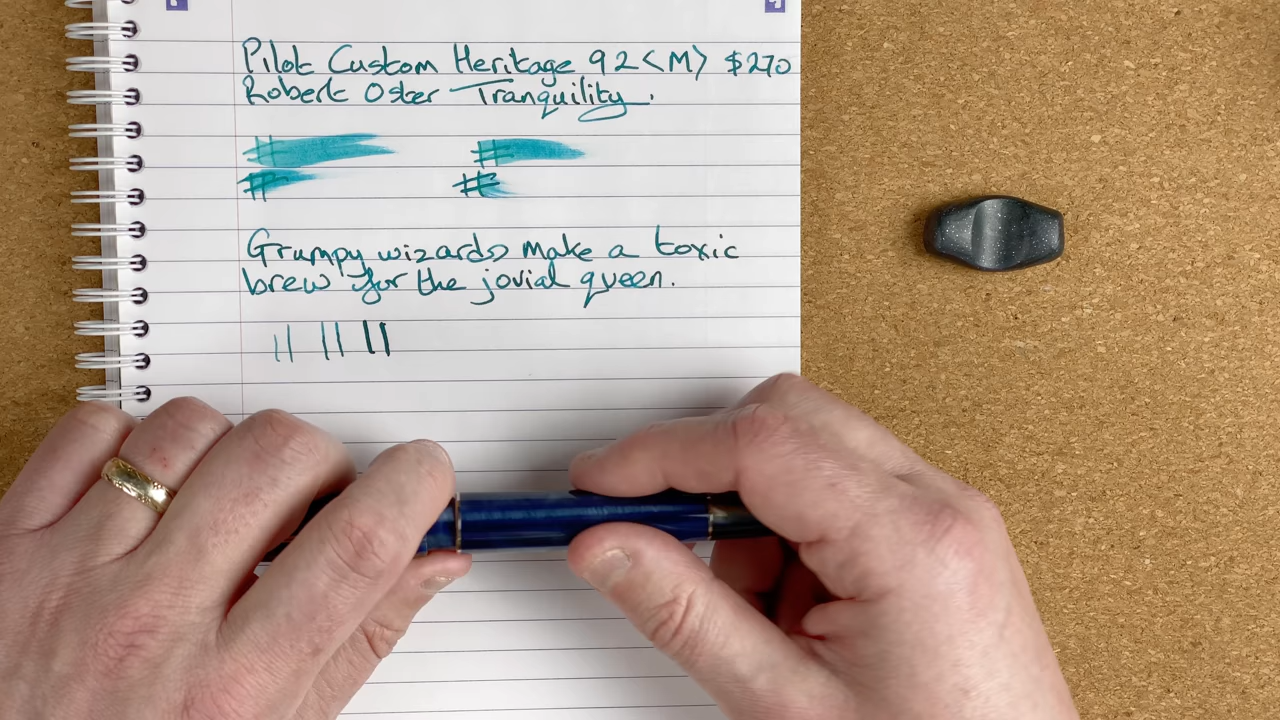 Pilot Custom Heritage 92 <M> $270
Robert Oster Tranquility.
Grumpy wizards make a toxic
brew for the jovial queen.